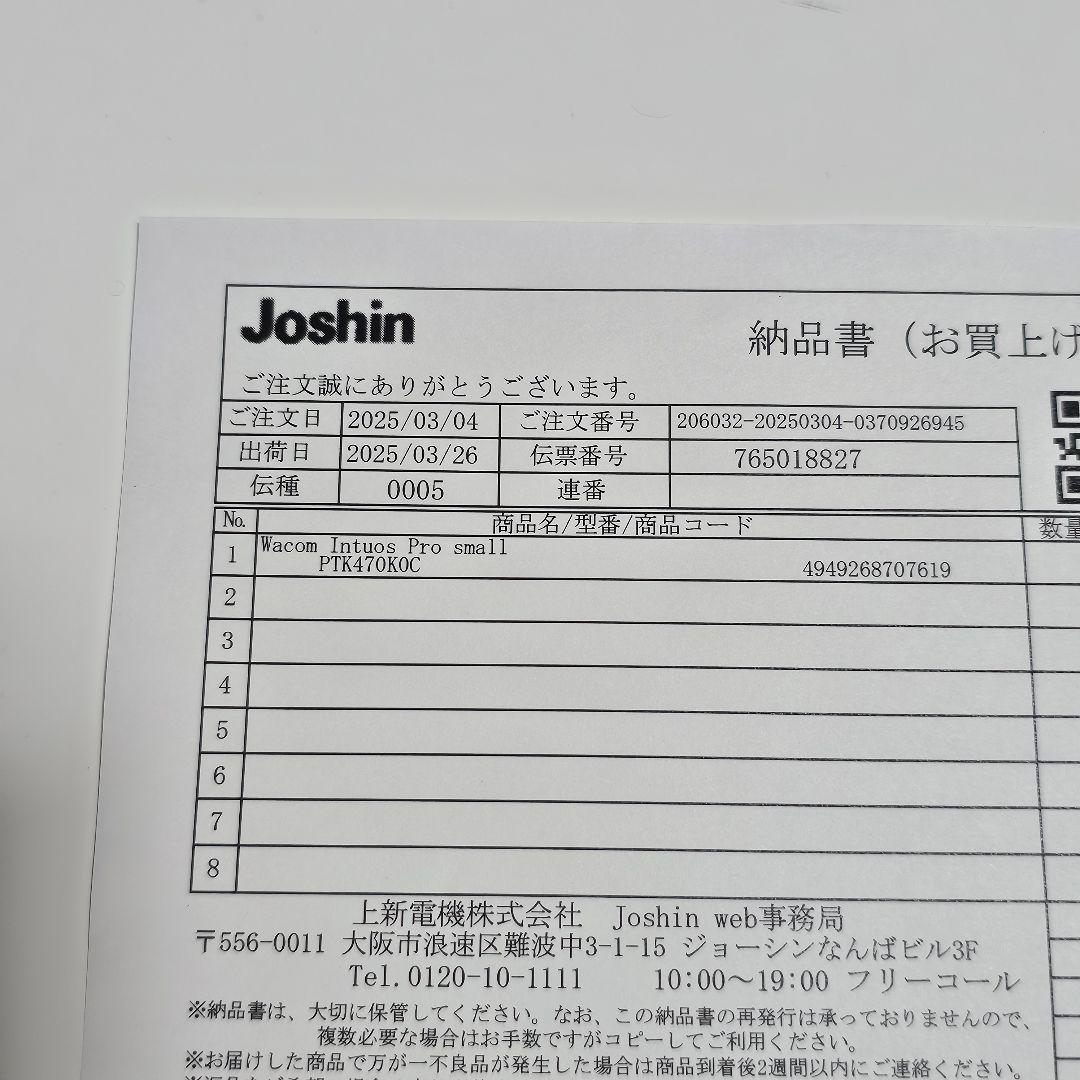 Joshin
納品書（お買上げ
ご注文誠にありがとうございます。
ご注文日 2025/03/04 ご注文番号 206032-20250304-0370926945
出荷日 2025/03/26 伝票番号 765018827
伝種 0005 連番
No. 商品名/型番/商品コード 数量
1 Wacom Intuos Pro small
PTK470K0C 4949268707619
2
3
4
5
6
7
8
上新電機株式会社 Joshin web事務局
〒556-0011 大阪市浪速区難波中3-1-15 ジョーシンなんばビル3F
Tel.0120-10-1111 10:00～19:00 フリーコール
※納品書は、大切に保管してください。なお、この納品書の再発行は承っておりませんので、
複数必要な場合はお手数ですがコピーしてご利用ください。
※お届けした商品で万が一不良品が発生した場合は商品到着後2週間以内にご連絡ください。